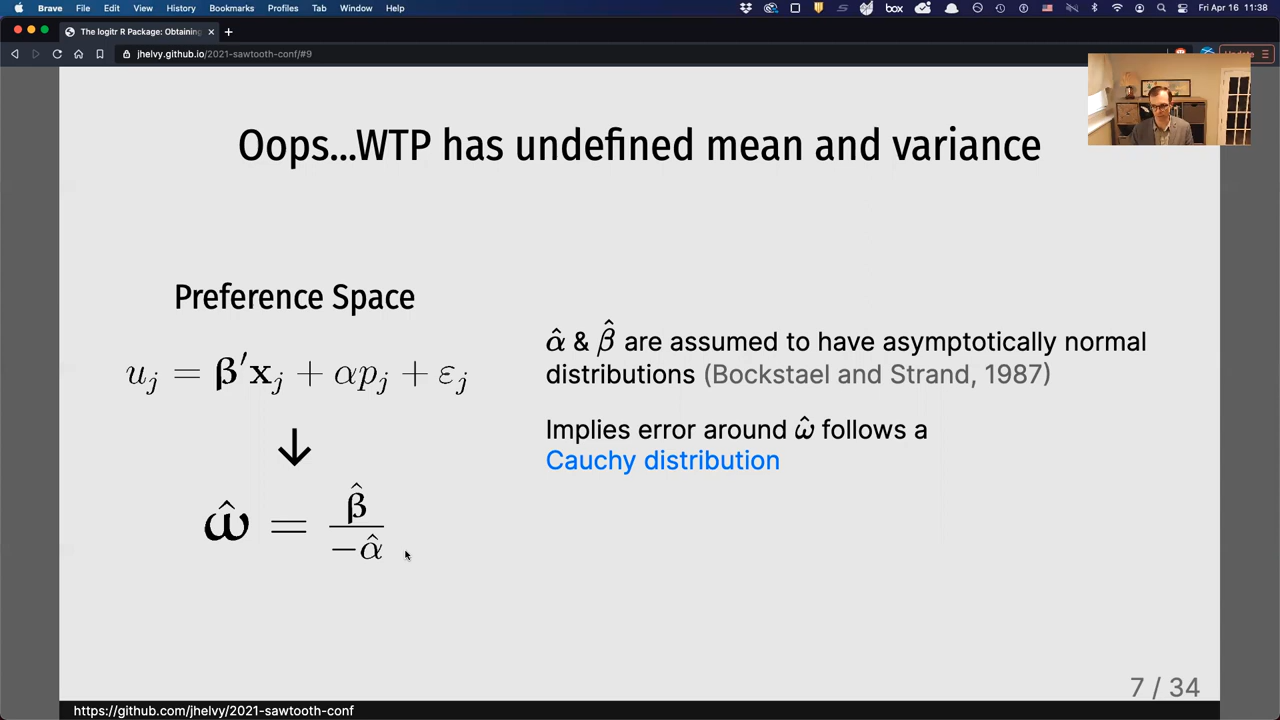 Brave File Edit View History Bookmarks Profiles Tab Window Help box Fri Apr 16 11:38
The logitr R Package: Obtaining
jhelvy.github.io/2021-sawtooth-conf/#9 Update
Oops...WTP has undefined mean and variance
Preference Space
u_j = β′x_j + αp_j + ε_j
↓
ω̂ = β̂ / −α̂
α̂ & β̂ are assumed to have asymptotically normal
distributions (Bockstael and Strand, 1987)
Implies error around ω̂ follows a
Cauchy distribution
7 / 34
https://github.com/jhelvy/2021-sawtooth-conf